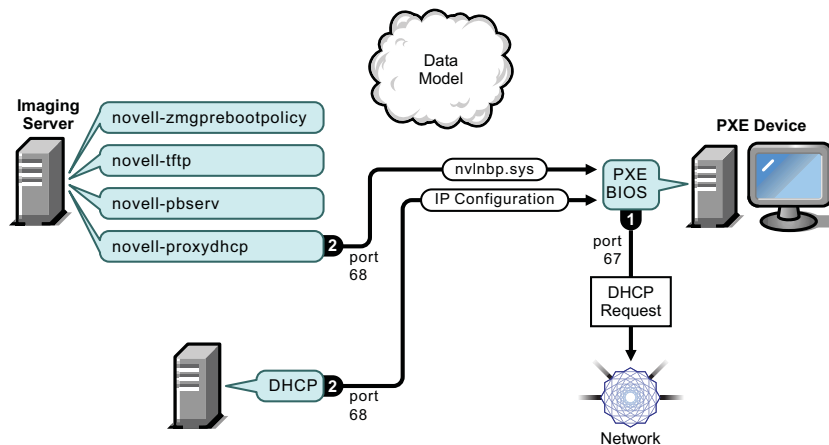 Data
Model
Imaging
Server
novell-zmgprebootpolicy
novell-tftp
novell-pbserv
novell-proxydhcp
2
port
68
nvlnbp.sys
IP Configuration
PXE
BIOS
1
port
67
PXE Device
DHCP
Request
Network
DHCP
2
port
68